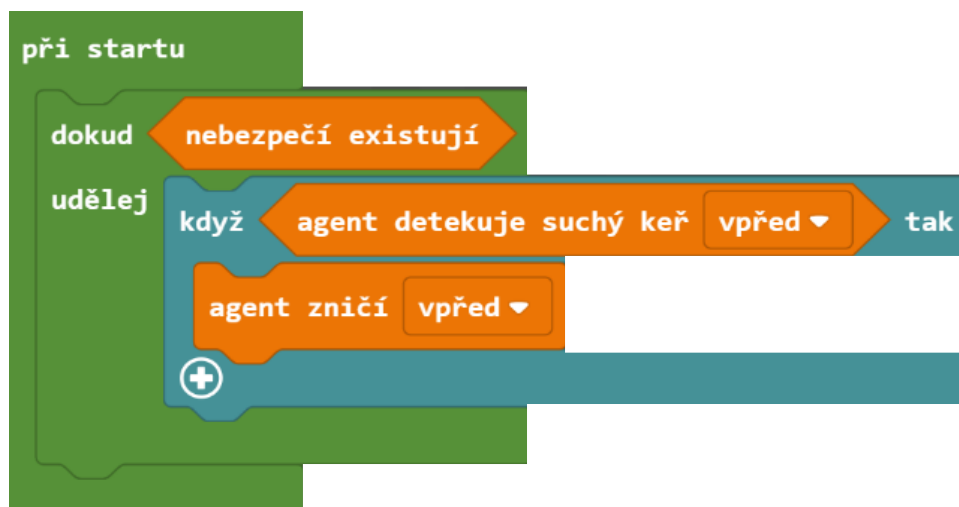 při startu
dokud nebezpečí existují
udělej
když agent detekuje suchý keř vpřed tak
agent zničí vpřed